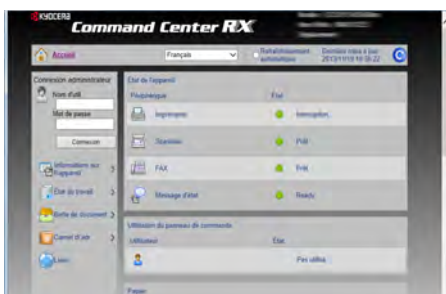 KYOCERA
Command Center RX
Accueil
Français
Rafraîchissement automatique
Dernière mise à jour
Connexion administrateur
Nom d'util.
Mot de passe
Connexion
Informations sur l'appareil
État du travail
Boîte de document
Carnet d'adr
Liens
État de l'appareil
Périphérique
État
Imprimante
Interruption...
Scanner
Prêt
FAX
Prêt
Message d'état
Ready
Utilisation du panneau de commande
Utilisateur
État
Pas utilisé
Papier